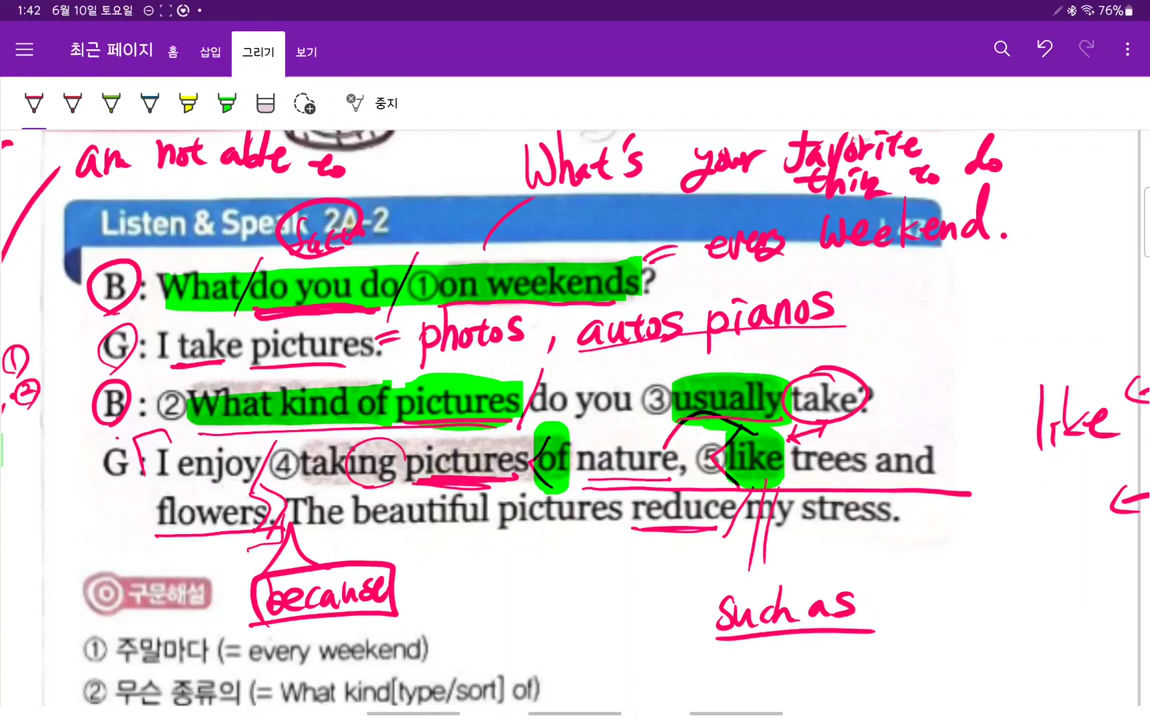 1:42 6월 10일 토요일 76%
최근 페이지 홈 삽입 그리기 보기
중지
am not able to
What's your favorite
thin to do
every weekend.
Listen & Speak 2A-2
B : What do you do ①on weekends?
G : I take pictures. = photos, autos pianos
B : ②What kind of pictures do you ③usually take?
like
G : I enjoy ④taking pictures of nature, ⑤like trees and
flowers. The beautiful pictures reduce my stress.
because
such as
구문해설
① 주말마다 (= every weekend)
② 무슨 종류의 (= What kind[type/sort] of)